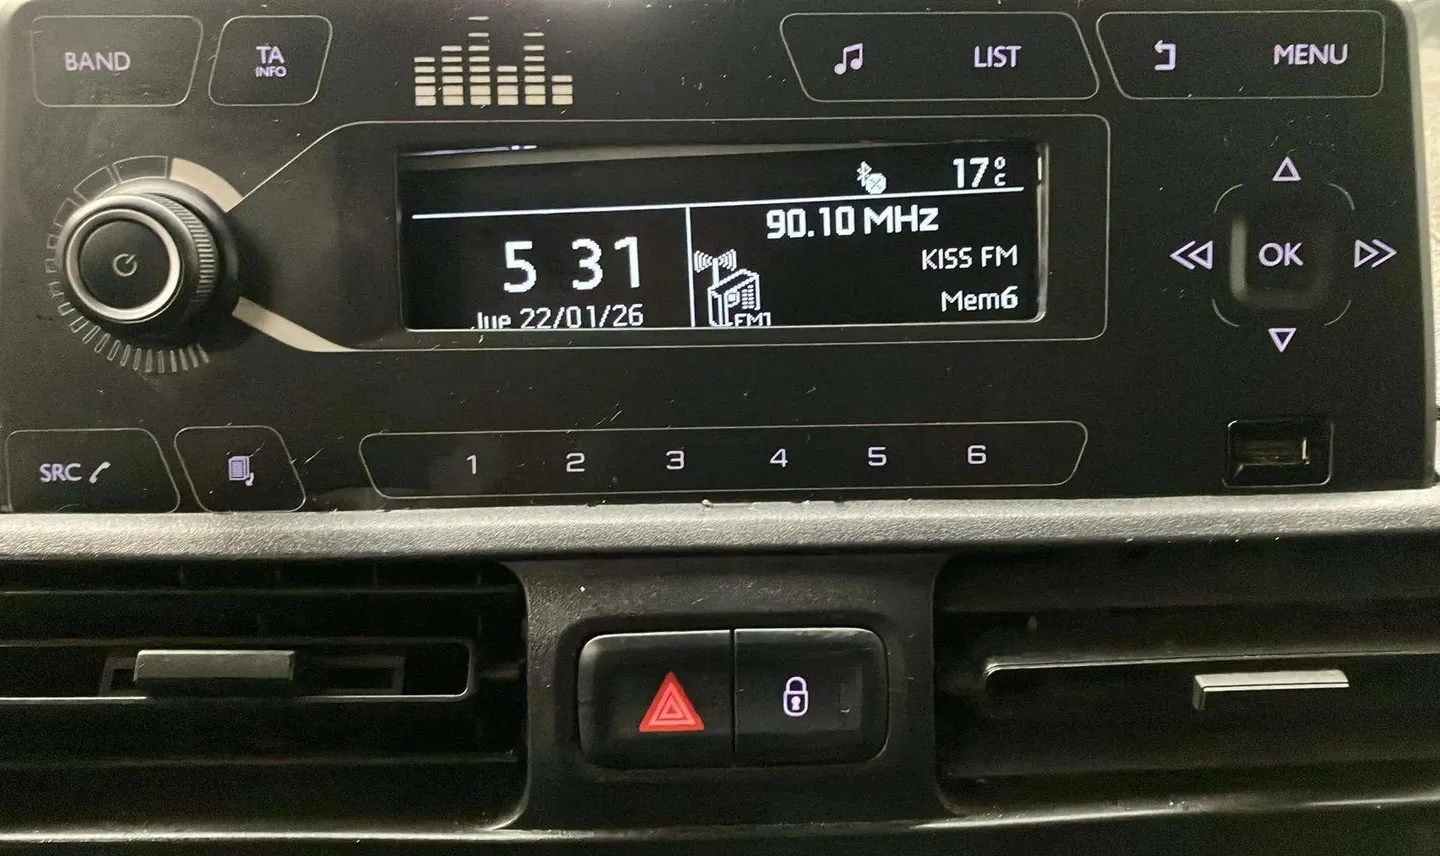 BAND
TA
INFO
LIST
MENU
17°C
5 31
90.10 MHz
KISS FM
Mem6
Jue 22/01/26
FM1
OK
SRC
1 2 3 4 5 6